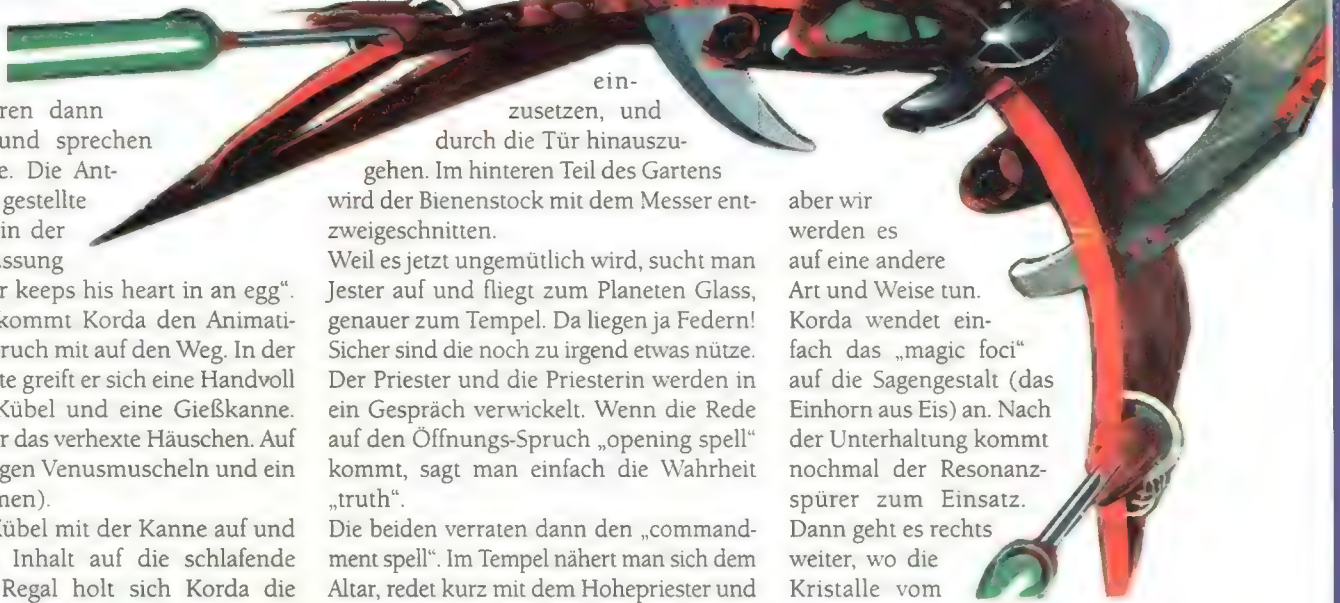 ren dann
und sprechen
e. Die Ant-
gestellte
in der
ssung
r keeps his heart in an egg“.
kommt Korda den Animati-
ruch mit auf den Weg. In der
te greift er sich eine Handvoll
Kübel und eine Gießkanne.
r das verhexte Häuschen. Auf
gen Venusmuscheln und ein
nen).
Kübel mit der Kanne auf und
Inhalt auf die schlafende
Regal holt sich Korda die
ein-
zusetzen, und
durch die Tür hinauszu-
gehen. Im hinteren Teil des Gartens
wird der Bienenstock mit dem Messer ent-
zweigeschnitten.
Weil es jetzt ungemütlich wird, sucht man
Jester auf und fliegt zum Planeten Glass,
genauer zum Tempel. Da liegen ja Federn!
Sicher sind die noch zu irgend etwas nütze.
Der Priester und die Priesterin werden in
ein Gespräch verwickelt. Wenn die Rede
auf den Öffnungs-Spruch „opening spell“
kommt, sagt man einfach die Wahrheit
„truth“.
Die beiden verraten dann den „command-
ment spell“. Im Tempel nähert man sich dem
Altar, redet kurz mit dem Hohepriester und
aber wir
werden es
auf eine andere
Art und Weise tun.
Korda wendet ein-
fach das „magic foci“
auf die Sagengestalt (das
Einhorn aus Eis) an. Nach
der Unterhaltung kommt
nochmal der Resonanz-
spürer zum Einsatz.
Dann geht es rechts
weiter, wo die
Kristalle vom